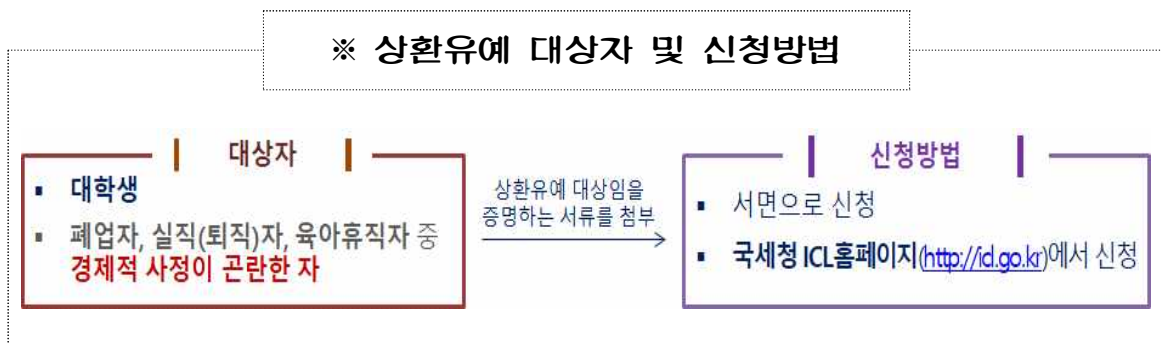 ※ 상환유예 대상자 및 신청방법
대상자
▪ 대학생
▪ 폐업자, 실직(퇴직)자, 육아휴직자 중
경제적 사정이 곤란한 자
상환유예 대상임을
증명하는 서류를 첨부
신청방법
▪ 서면으로 신청
▪ 국세청 ICL홈페이지(http://icl.go.kr)에서 신청